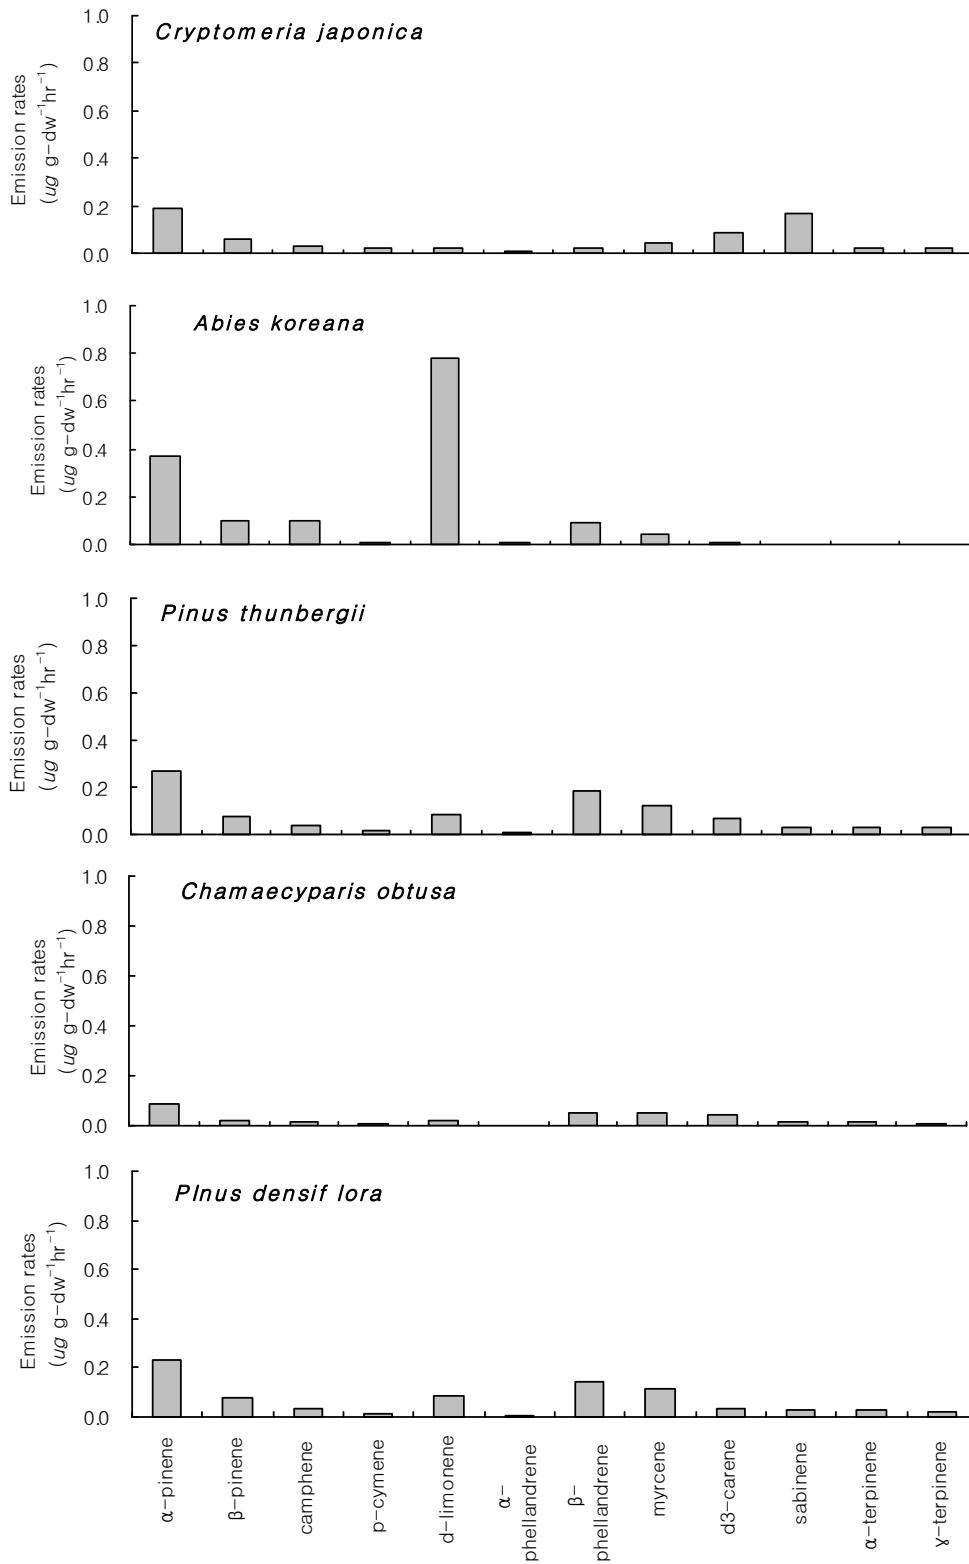 Cryptomeria japonica
Emission rates
(ug g-dw⁻¹hr⁻¹)
1.0
0.8
0.6
0.4
0.2
0.0
Abies koreana
Emission rates
(ug g-dw⁻¹hr⁻¹)
1.0
0.8
0.6
0.4
0.2
0.0
Pinus thunbergii
Emission rates
(ug g-dw⁻¹hr⁻¹)
1.0
0.8
0.6
0.4
0.2
0.0
Chamaecyparis obtusa
Emission rates
(ug g-dw⁻¹hr⁻¹)
1.0
0.8
0.6
0.4
0.2
0.0
PInus densif lora
Emission rates
(ug g-dw⁻¹hr⁻¹)
1.0
0.8
0.6
0.4
0.2
0.0
α-pinene
β-pinene
camphene
p-cymene
d-limonene
α-
phellandrene
β-
phellandrene
myrcene
d3-carene
sabinene
α-terpinene
γ-terpinene